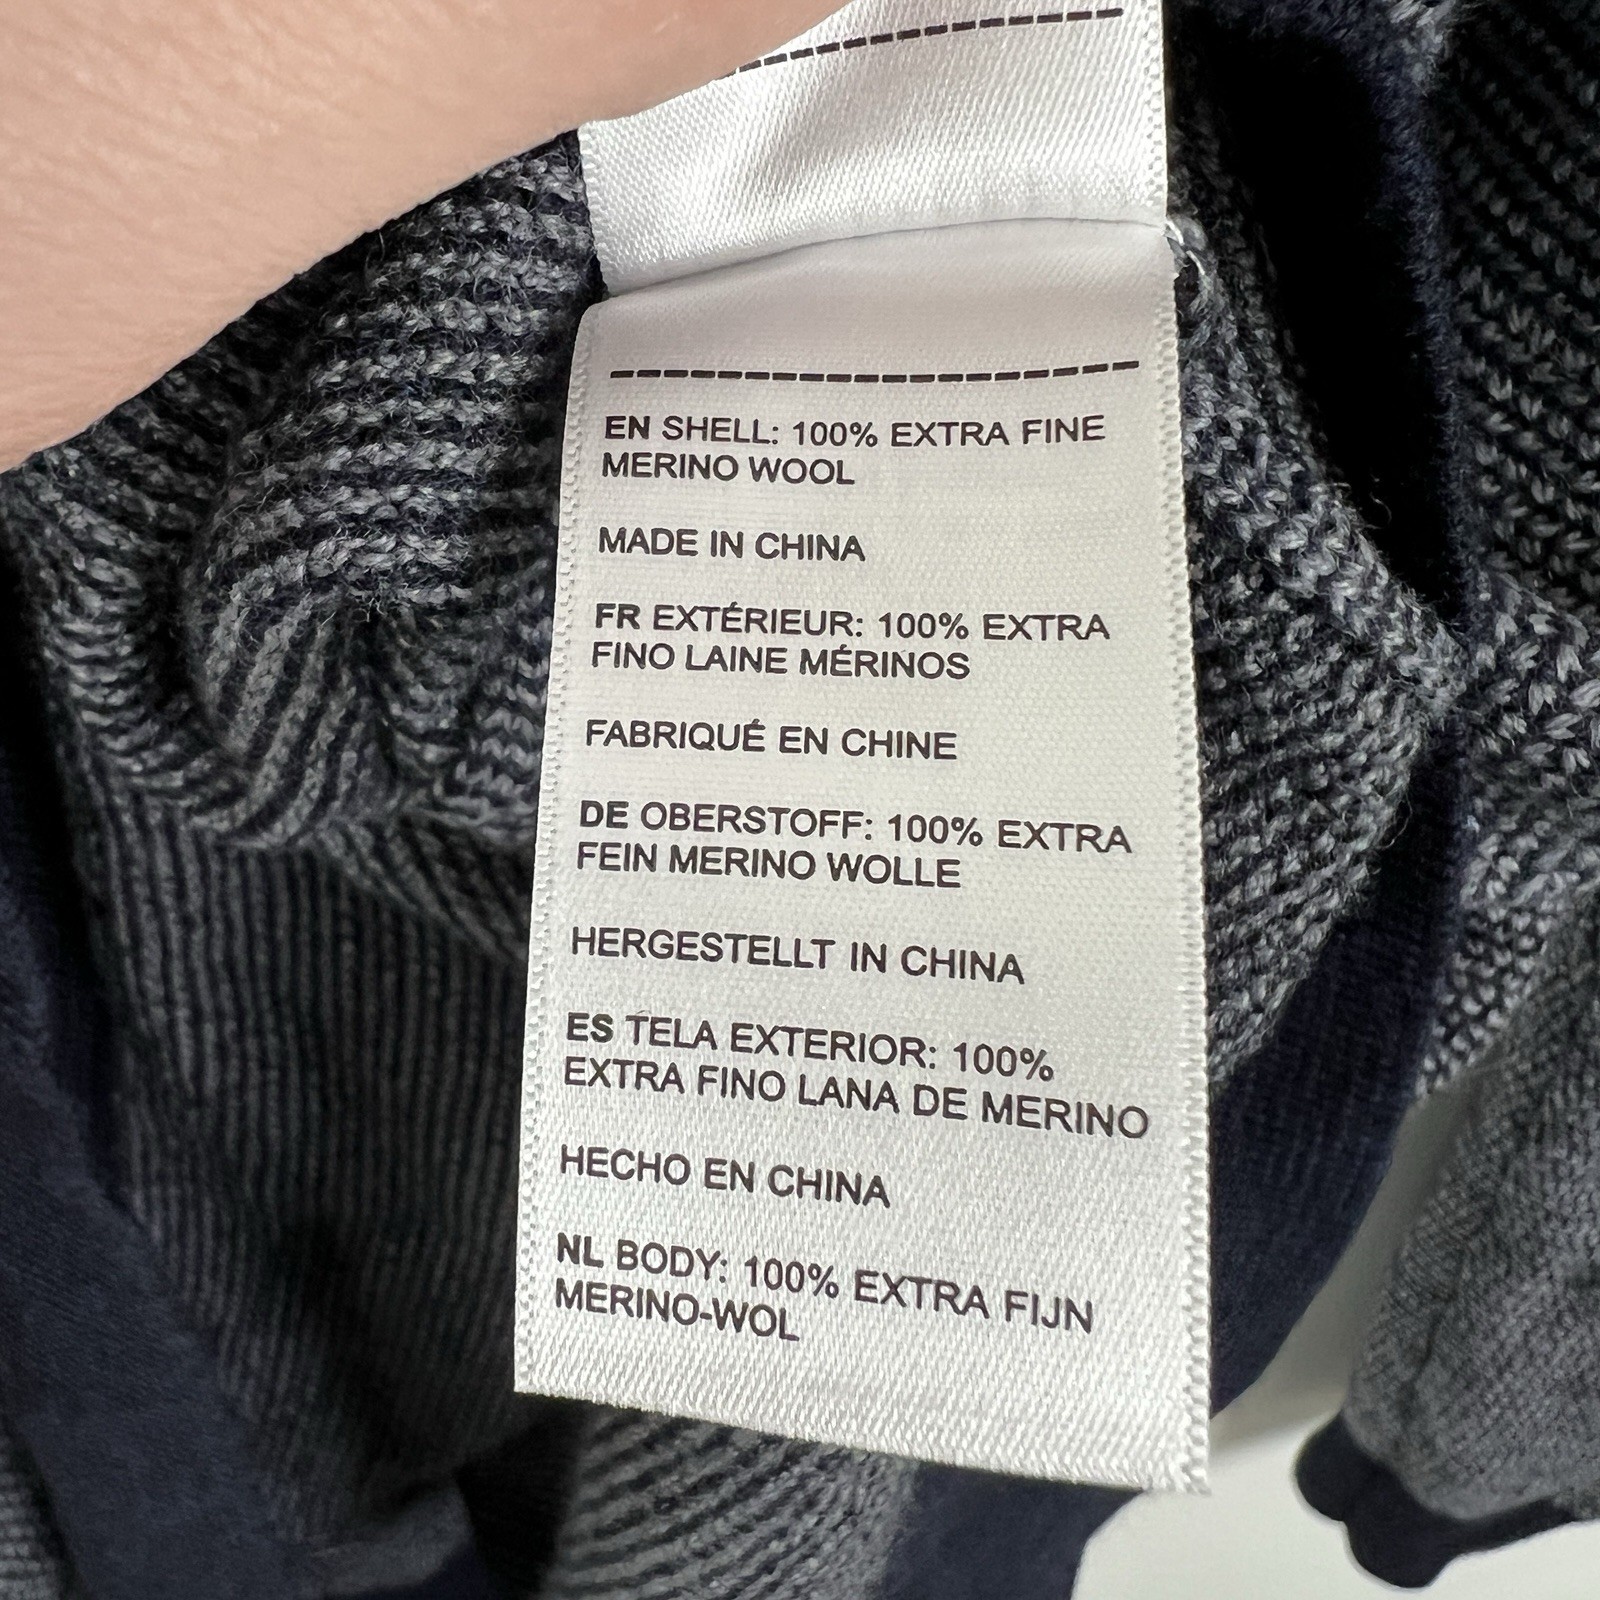 EN SHELL: 100% EXTRA FINE
MERINO WOOL
MADE IN CHINA
FR EXTÉRIEUR: 100% EXTRA
FINO LAINE MÉRINOS
FABRIQUÉ EN CHINE
DE OBERSTOFF: 100% EXTRA
FEIN MERINO WOLLE
HERGESTELLT IN CHINA
ES TELA EXTERIOR: 100%
EXTRA FINO LANA DE MERINO
HECHO EN CHINA
NL BODY: 100% EXTRA FIJN
MERINO-WOL